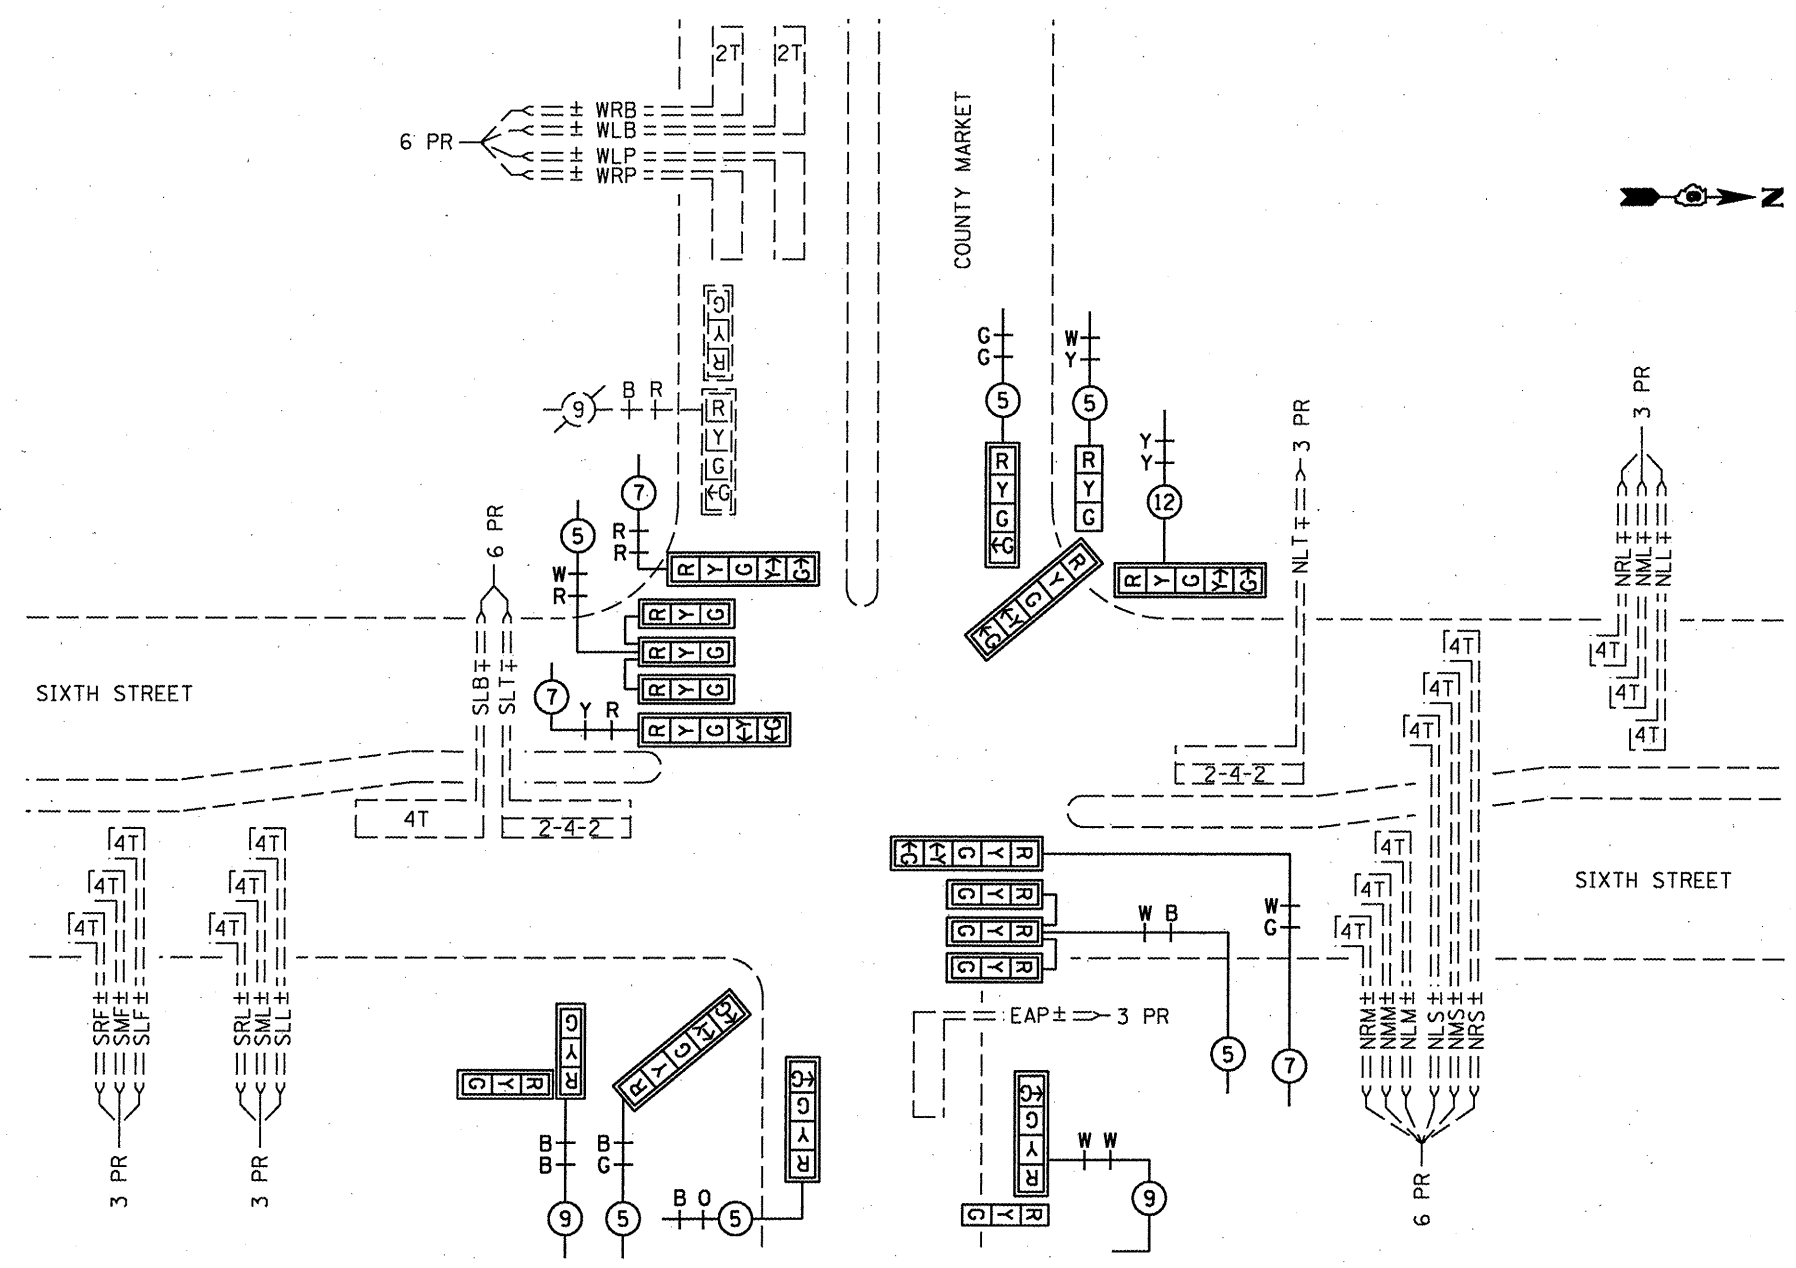 2T 2T
6 PR
± WRB
± WLB
± WLP
± WRP
COUNTY MARKET
N
G Y R
9 B R
R Y G ←G
7 R R
R Y G ←Y ←G
5 W R
R Y G
R Y G
R Y G
7 Y R
R Y G ←Y ←G
6 PR
SLB±
SLT±
4T 2-4-2
G G 5
R Y G ←G
W Y 5
R Y G
Y Y 12
R Y G ←Y ←G
R Y G ←Y ←G
3 PR
NLT±
2-4-2
3 PR
NRL±
NML±
NLL±
4T
4T
4T
SIXTH STREET
4T
4T
4T
4T
4T
4T
4T
4T
4T
4T
4T
4T
SIXTH STREET
R Y G ←Y ←G
R Y G
R Y G
R Y G
W B
W G
5
7
SRF±
SMF±
SLF±
3 PR
SRL±
SML±
SLL±
3 PR
EAP± 3 PR
NRM±
NMM±
NLM±
NLS±
NMS±
NRS±
6 PR
R Y G
R Y G
B B 9
R Y G ←Y ←G
B G 5
R Y G ←G
B O 5
R Y G ←G
W W 9
R Y G